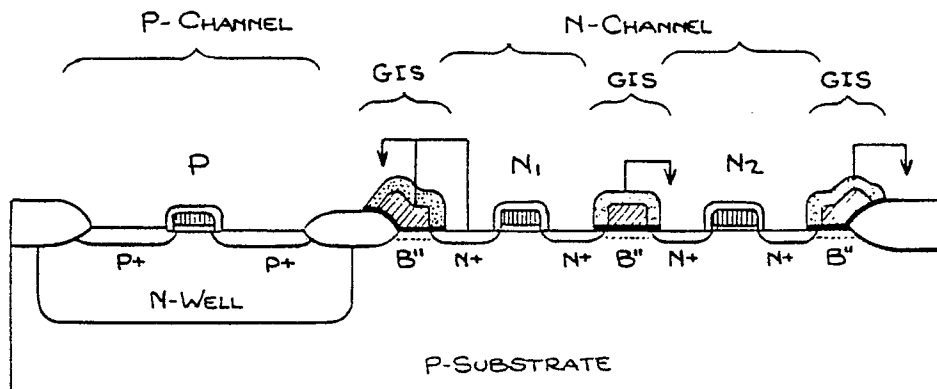 P-CHANNEL
N-CHANNEL
GIS
GIS
GIS
P
N1
N2
P+
P+
B"
N+
N+
B"
N+
N+
B"
N-WELL
P-SUBSTRATE